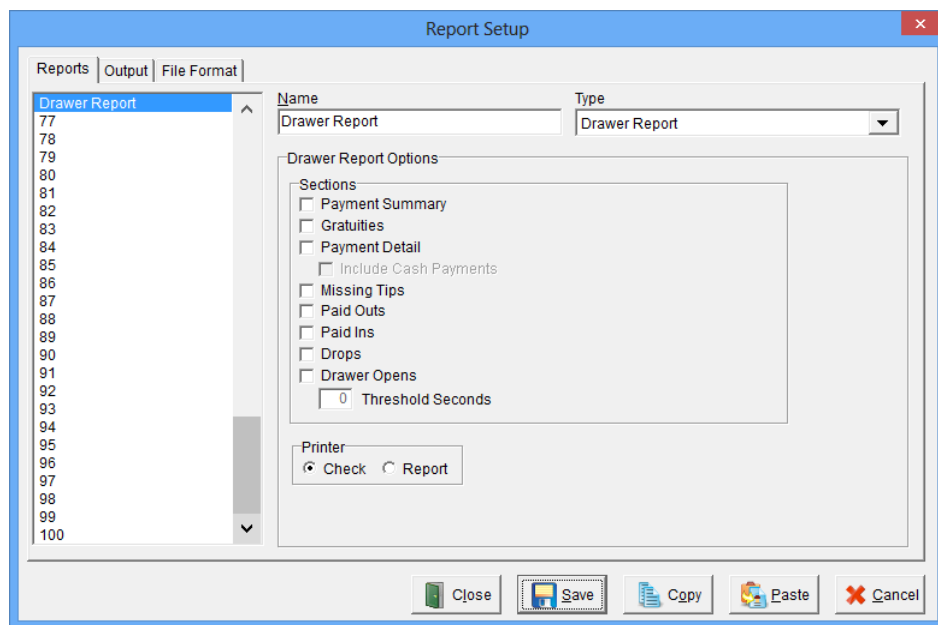 Report Setup
Reports Output File Format
Drawer Report
77
78
79
80
81
82
83
84
85
86
87
88
89
90
91
92
93
94
95
96
97
98
99
100
Name
Drawer Report
Type
Drawer Report
Drawer Report Options
Sections
Payment Summary
Gratuities
Payment Detail
Include Cash Payments
Missing Tips
Paid Outs
Paid Ins
Drops
Drawer Opens
0 Threshold Seconds
Printer
Check Report
Close Save Copy Paste Cancel